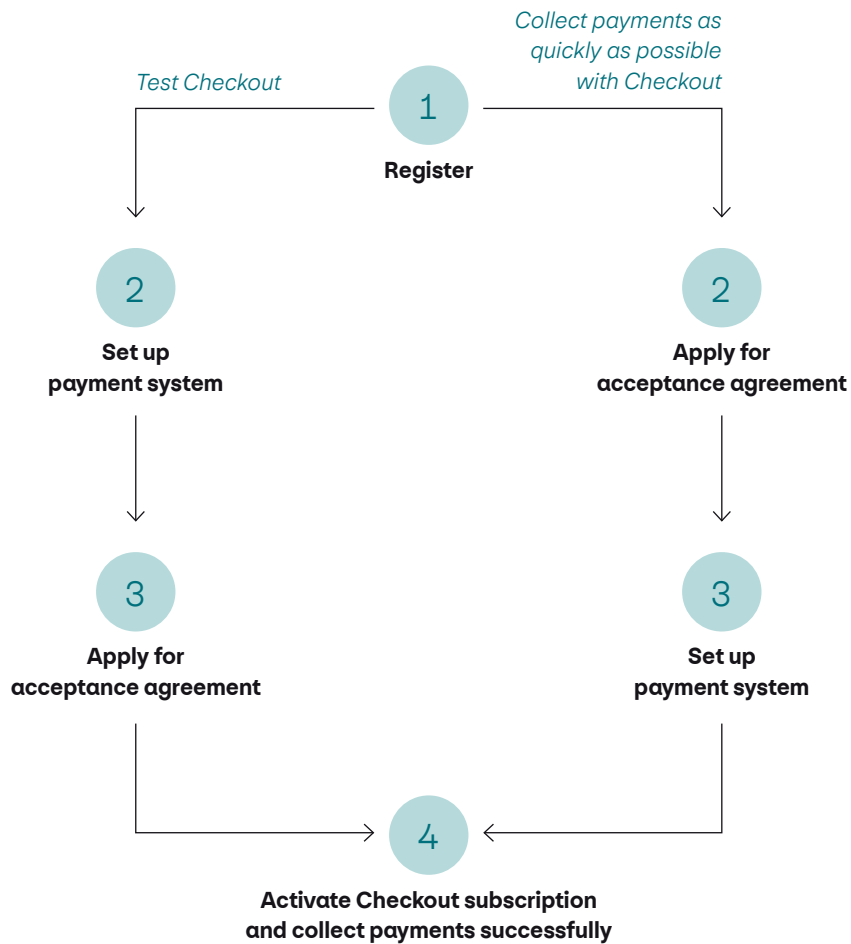 Collect payments as
quickly as possible
with Checkout
Test Checkout
1
Register
2
Set up
payment system
2
Apply for
acceptance agreement
3
Apply for
acceptance agreement
3
Set up
payment system
4
Activate Checkout subscription
and collect payments successfully